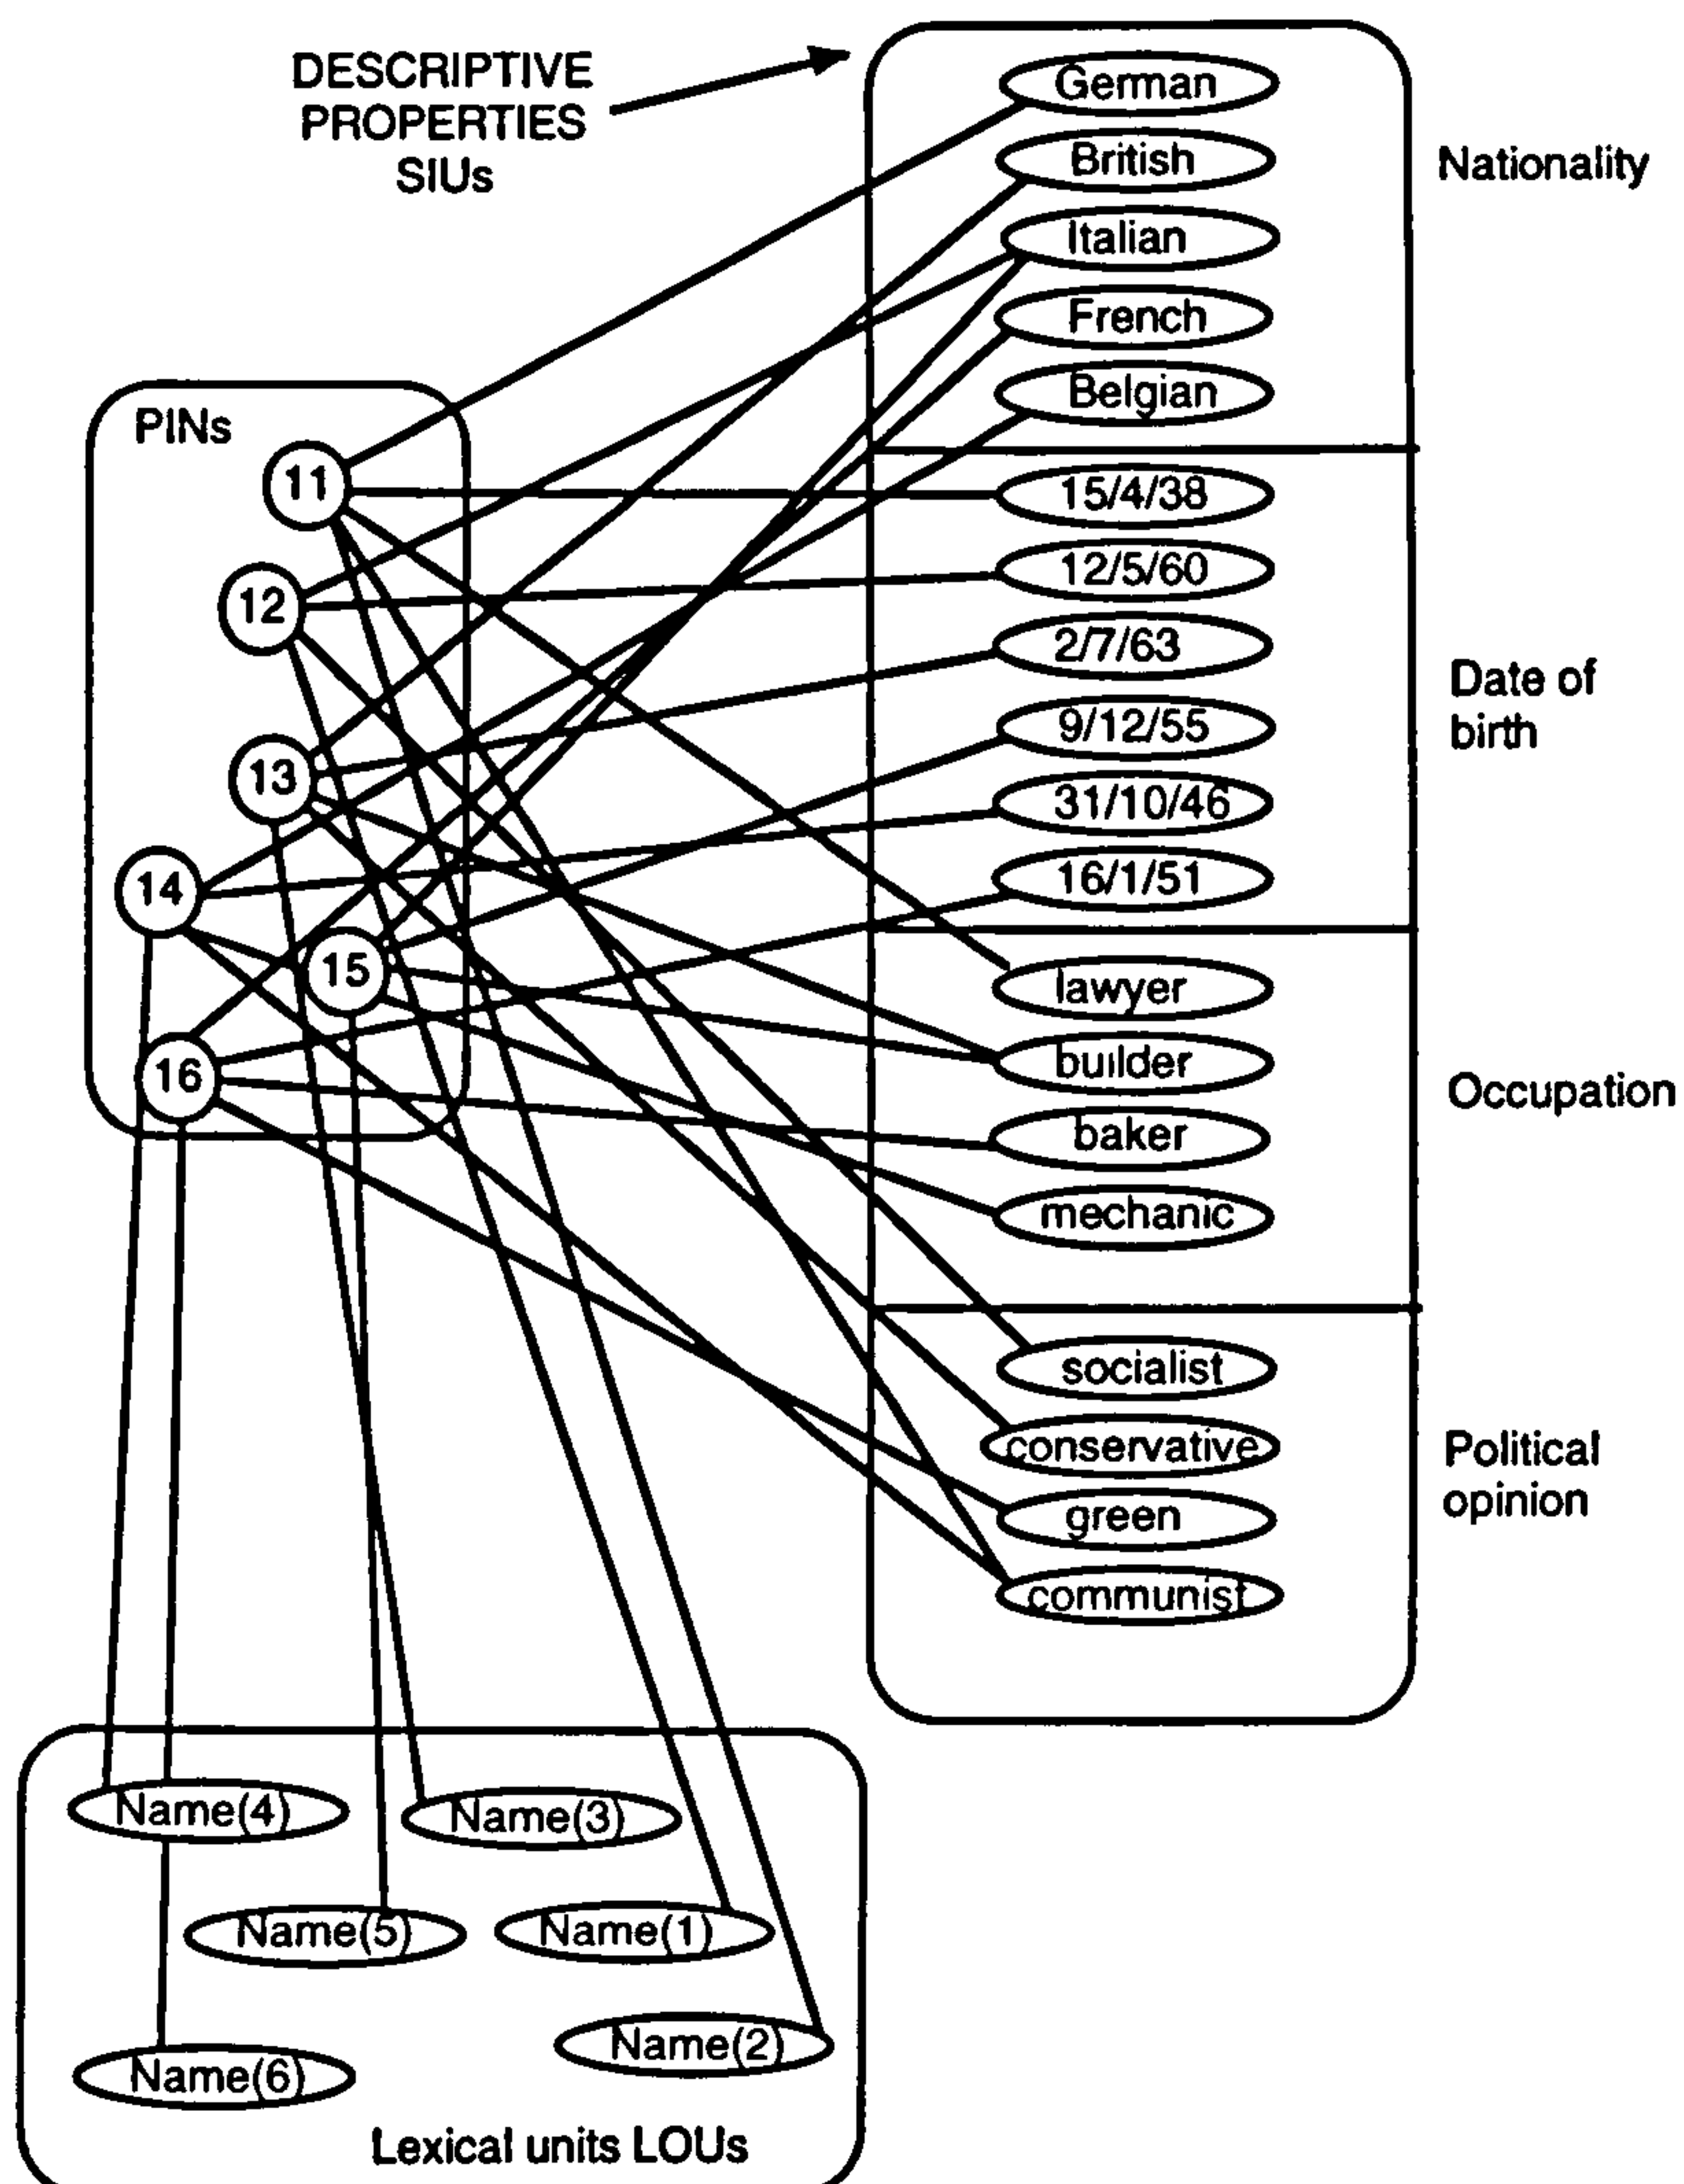 DESCRIPTIVE
PROPERTIES
SIUs
German
British
Italian
French
Belgian
Nationality
15/4/38
12/5/60
2/7/63
9/12/55
31/10/46
16/1/51
Date of
birth
lawyer
builder
baker
mechanic
Occupation
socialist
conservative
green
communist
Political
opinion
PINs
11
12
13
14
15
16
Name(4)
Name(3)
Name(5)
Name(1)
Name(2)
Name(6)
Lexical units LOUs